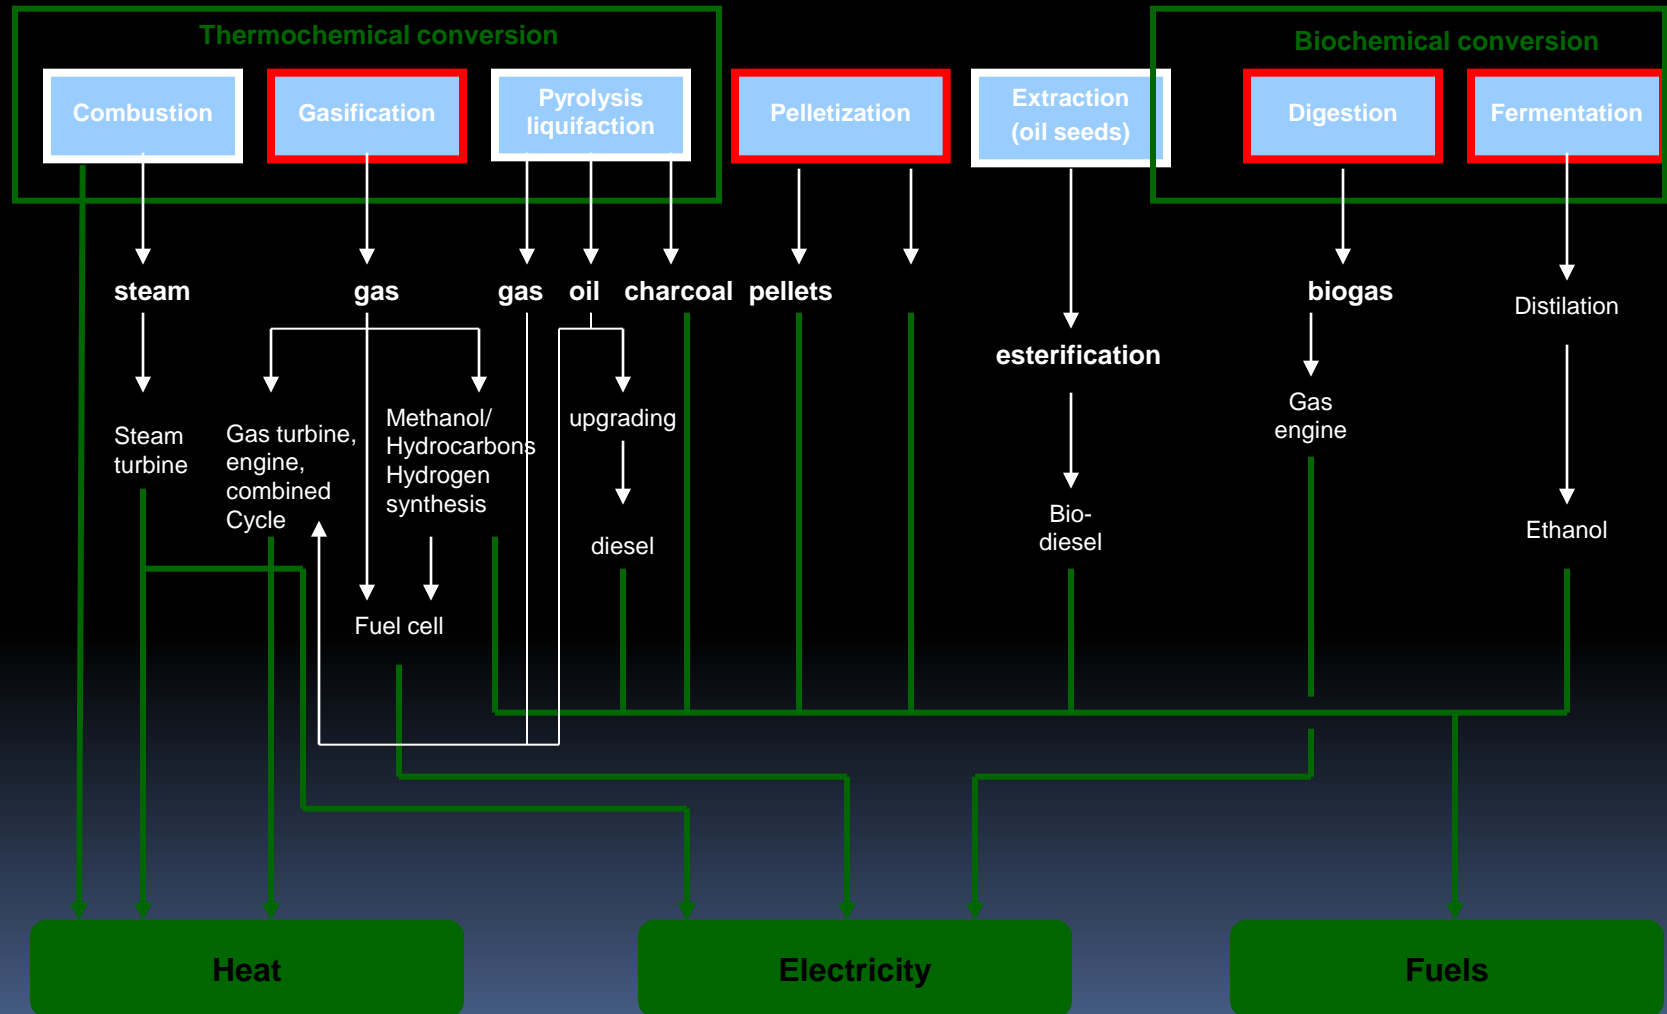 Thermochemical conversion
Biochemical conversion
Combustion
Gasification
Pyrolysis
liquifaction
Pelletization
Extraction
(oil seeds)
Digestion
Fermentation
steam
gas
gas
oil
charcoal
pellets
biogas
Distilation
esterification
Steam
turbine
Gas turbine,
engine,
combined
Cycle
Methanol/
Hydrocarbons
Hydrogen
synthesis
upgrading
Gas
engine
diesel
Bio-
diesel
Ethanol
Fuel cell
Heat
Electricity
Fuels